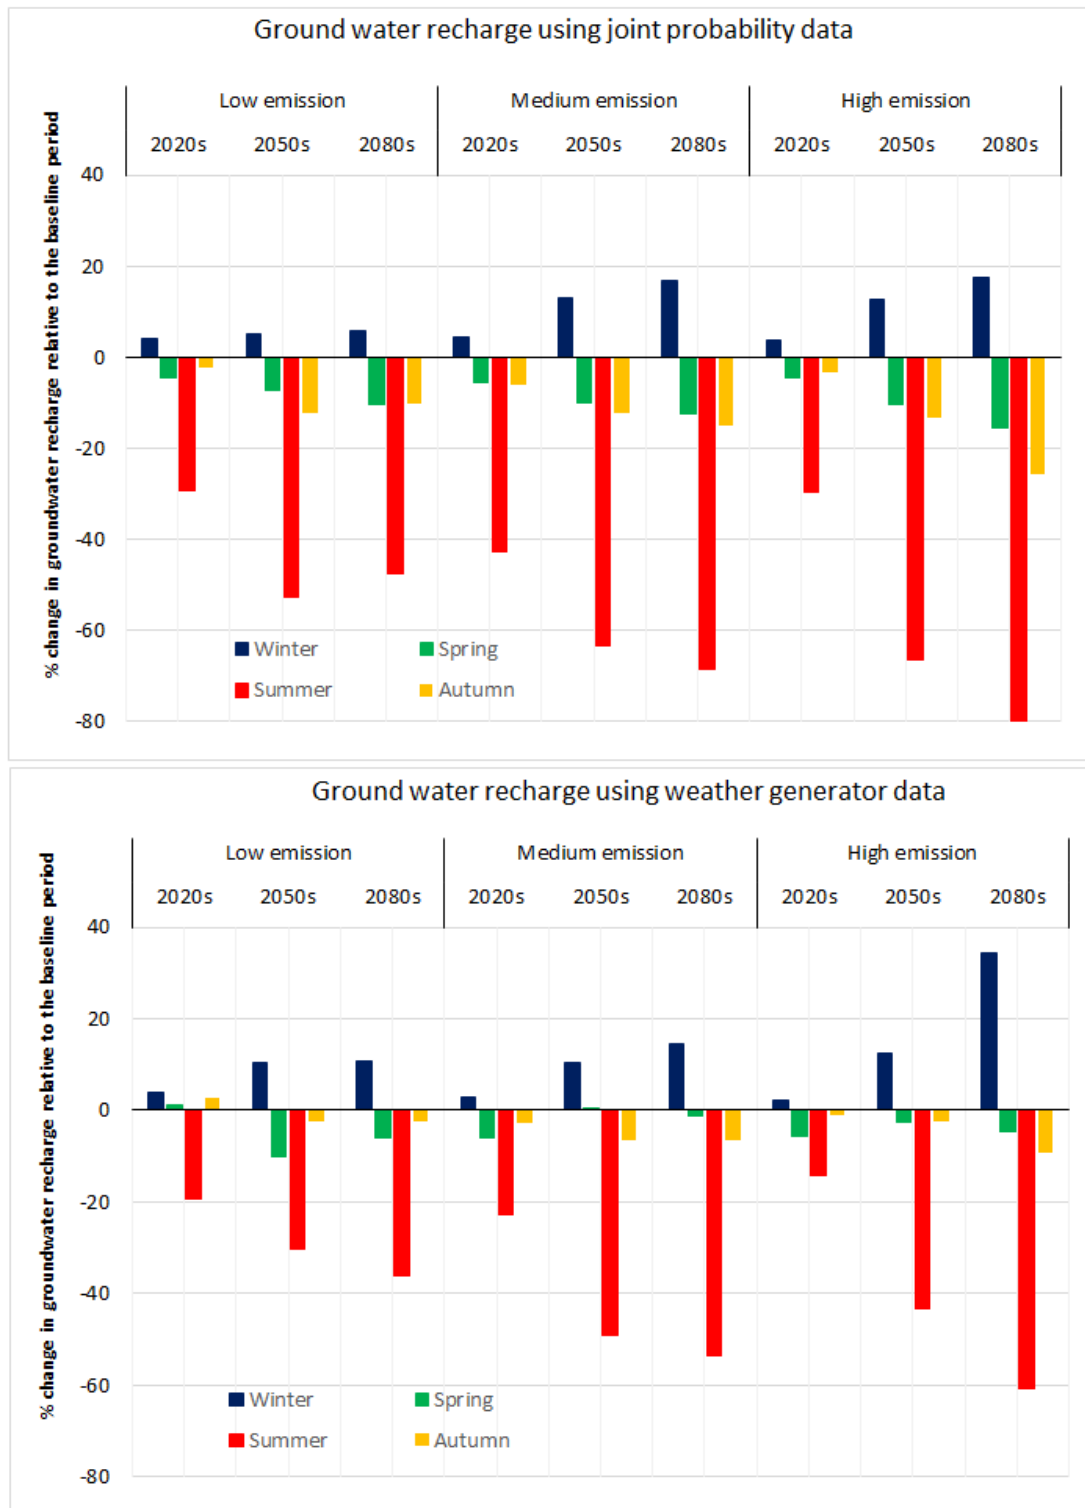 Ground water recharge using joint probability data
Low emission Medium emission High emission
2020s 2050s 2080s 2020s 2050s 2080s 2020s 2050s 2080s
% change in groundwater recharge relative to the baseline period
40
20
0
-20
-40
-60
-80
Winter Spring
Summer Autumn
Ground water recharge using weather generator data
Low emission Medium emission High emission
2020s 2050s 2080s 2020s 2050s 2080s 2020s 2050s 2080s
% change in groundwater recharge relative to the baseline period
40
20
0
-20
-40
-60
-80
Winter Spring
Summer Autumn